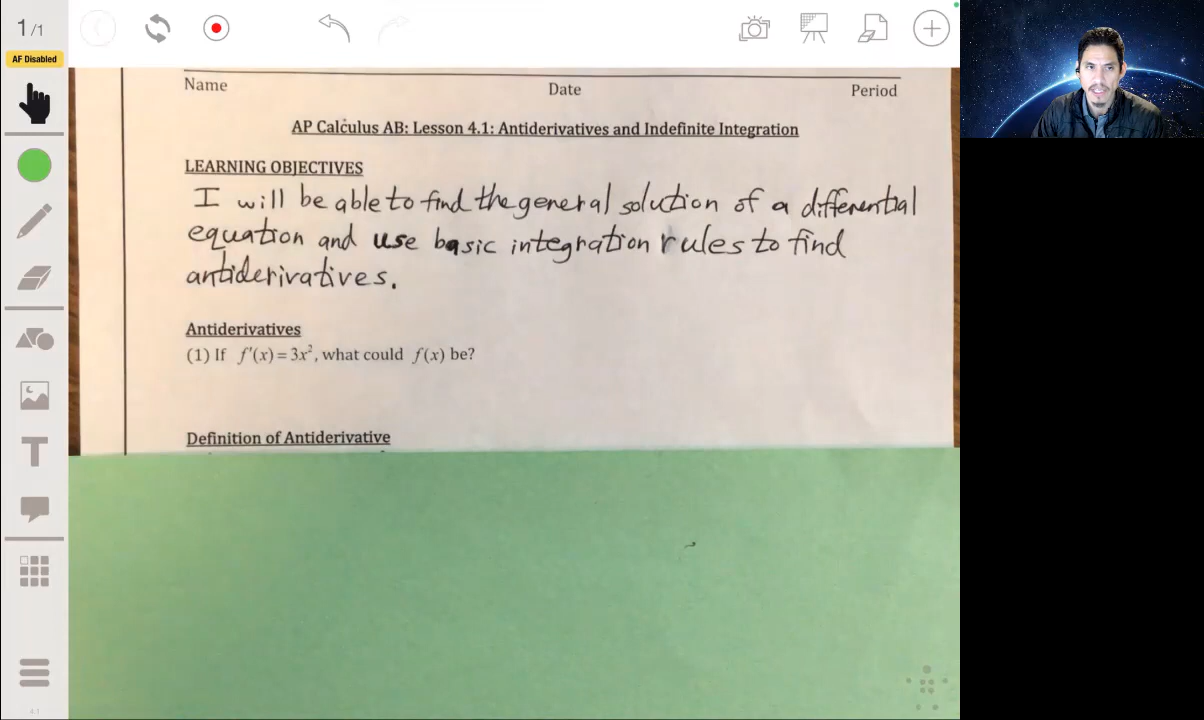 1/1
AF Disabled
Name Date Period
AP Calculus AB: Lesson 4.1: Antiderivatives and Indefinite Integration
LEARNING OBJECTIVES
I will be able to find the general solution of a differential
equation and use basic integration rules to find
antiderivatives.
Antiderivatives
(1) If f'(x) = 3x², what could f(x) be?
Definition of Antiderivative
T
4-1